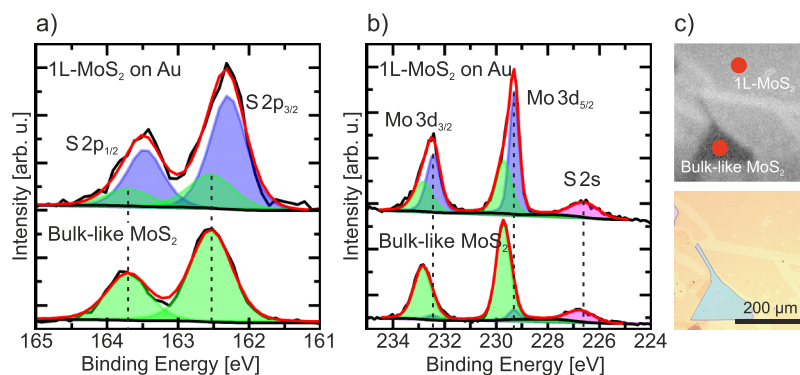 a)
1L-MoS₂ on Au
S 2p₃/₂
S 2p₁/₂
Bulk-like MoS₂
Intensity [arb. u.]
165 164 163 162 161
Binding Energy [eV]
b)
1L-MoS₂ on Au
Mo 3d₅/₂
Mo 3d₃/₂
S 2s
Bulk-like MoS₂
Intensity [arb. u.]
234 232 230 228 226 224
Binding Energy [eV]
c)
1L-MoS₂
Bulk-like MoS₂
200 µm